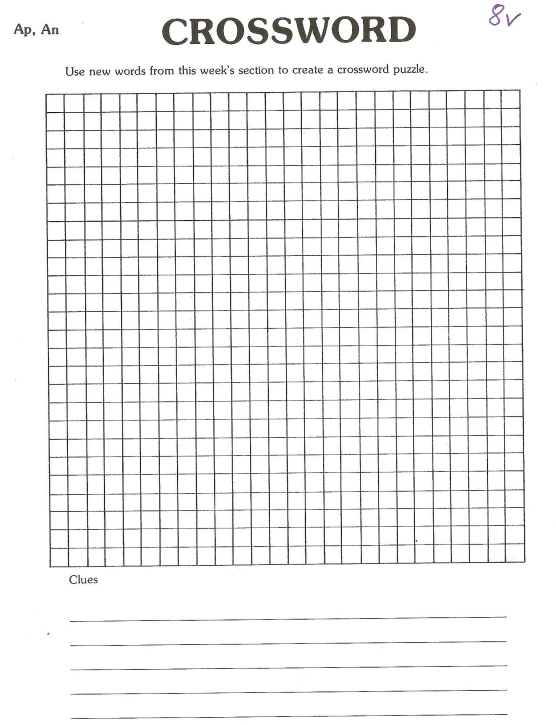 Ap, An
CROSSWORD
8v
Use new words from this week's section to create a crossword puzzle.
Clues